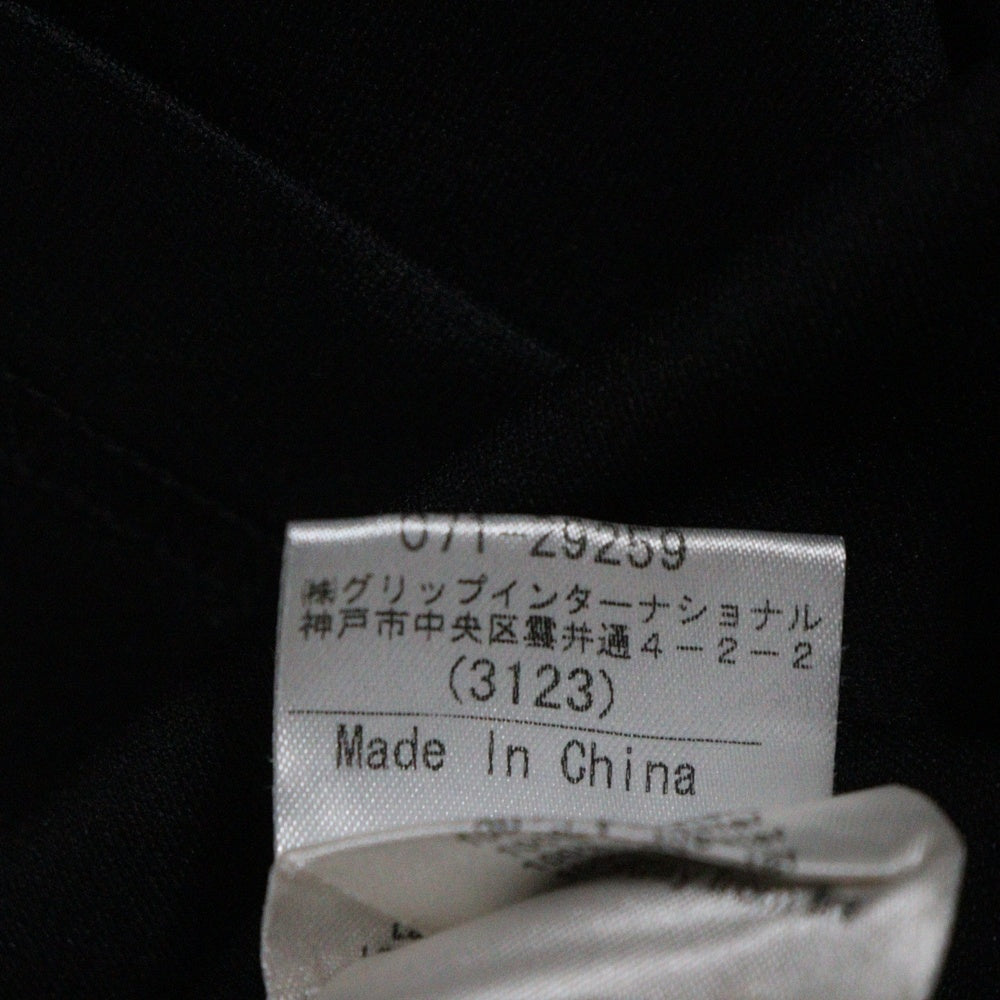 071-29259
㈱グリップインターナショナル
神戸市中央区雲井通4-2-2
(3123)
Made In China